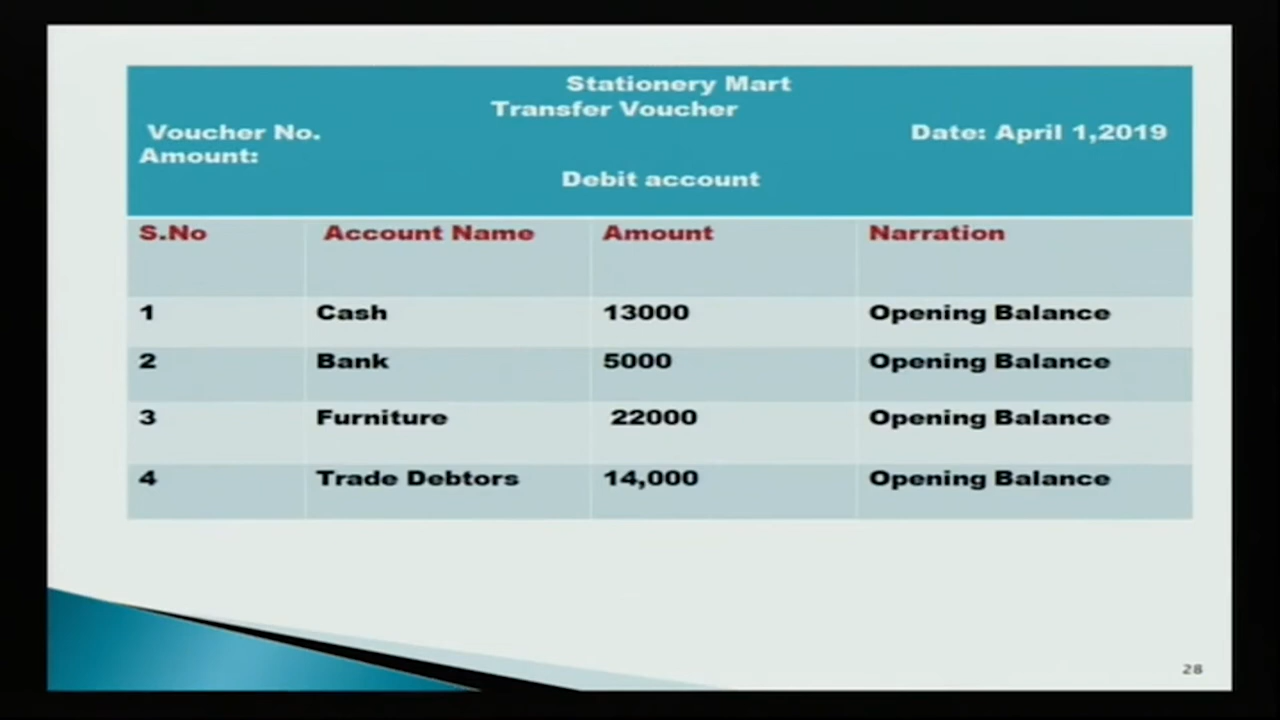 Stationery Mart
Transfer Voucher
Voucher No. Date: April 1,2019
Amount:
Debit account
S.No Account Name Amount Narration
1 Cash 13000 Opening Balance
2 Bank 5000 Opening Balance
3 Furniture 22000 Opening Balance
4 Trade Debtors 14,000 Opening Balance
28